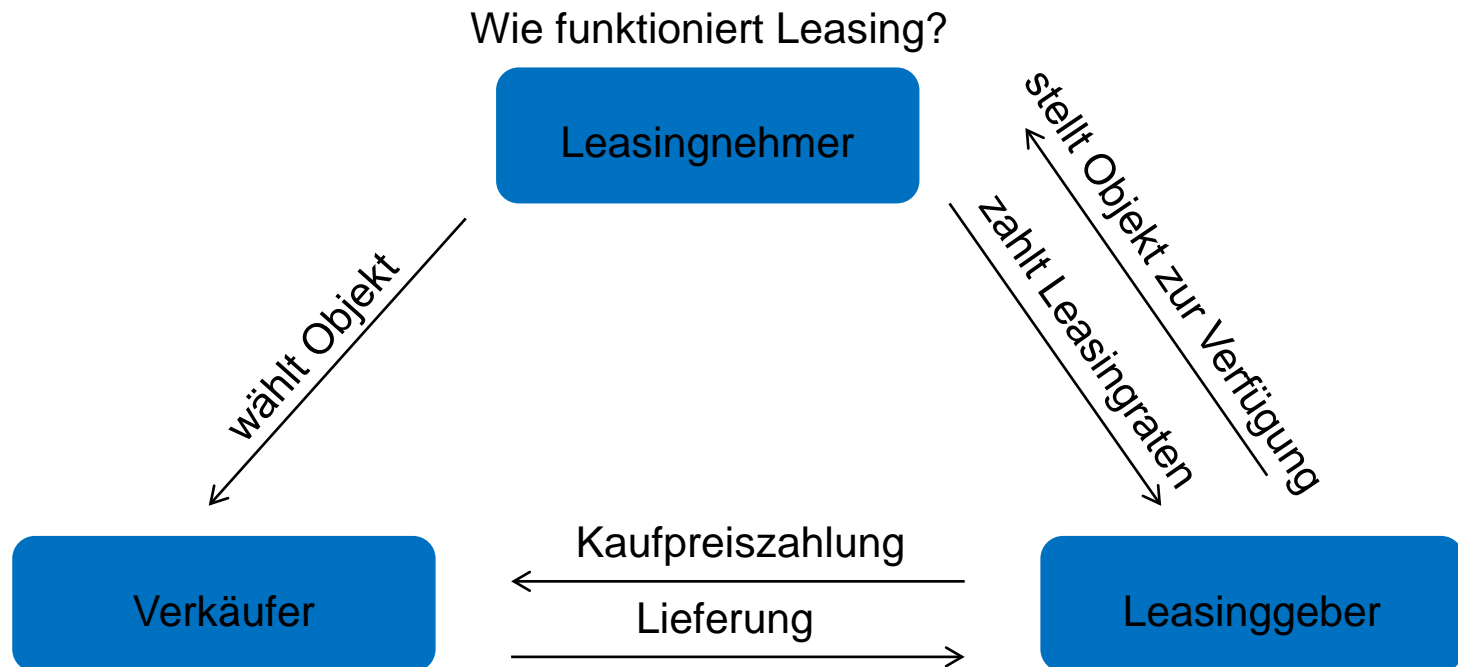 Wie funktioniert Leasing?
Leasingnehmer
stellt Objekt zur Verfügung
zahlt Leasingraten
wählt Objekt
Kaufpreiszahlung
Verkäufer
Lieferung
Leasinggeber